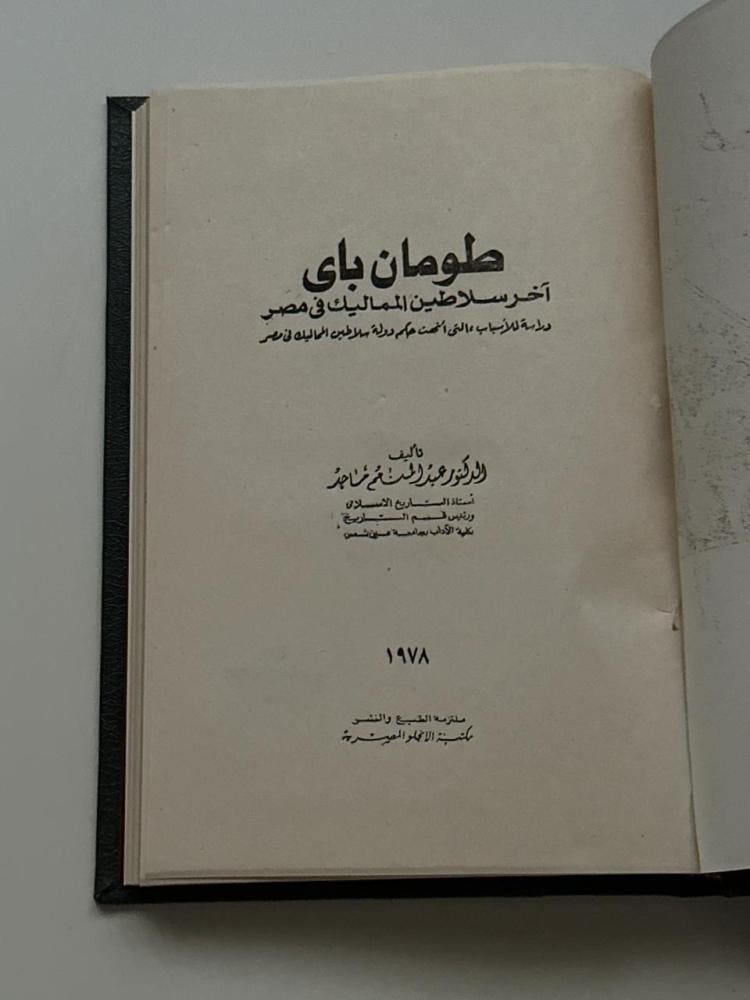 طومان باى
آخر سلاطين المماليك فى مصر
دراسة للأسباب التى أنهت حكم دولة سلاطين المماليك فى مصر
تأليف
الدكتور عبد المنعم ماجد
أستاذ التاريخ الاسلامى
ورئيس قسم التاريخ
بكلية الآداب بجامعة عين شمس
١٩٧٨
ملتزمة الطبع والنشر
مكتبة الانجلو المصرية